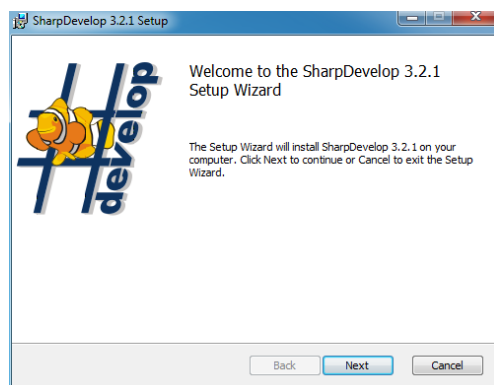 SharpDevelop 3.2.1 Setup
Welcome to the SharpDevelop 3.2.1
Setup Wizard
develop
The Setup Wizard will install SharpDevelop 3.2.1 on your
computer. Click Next to continue or Cancel to exit the Setup
Wizard.
Back
Next
Cancel